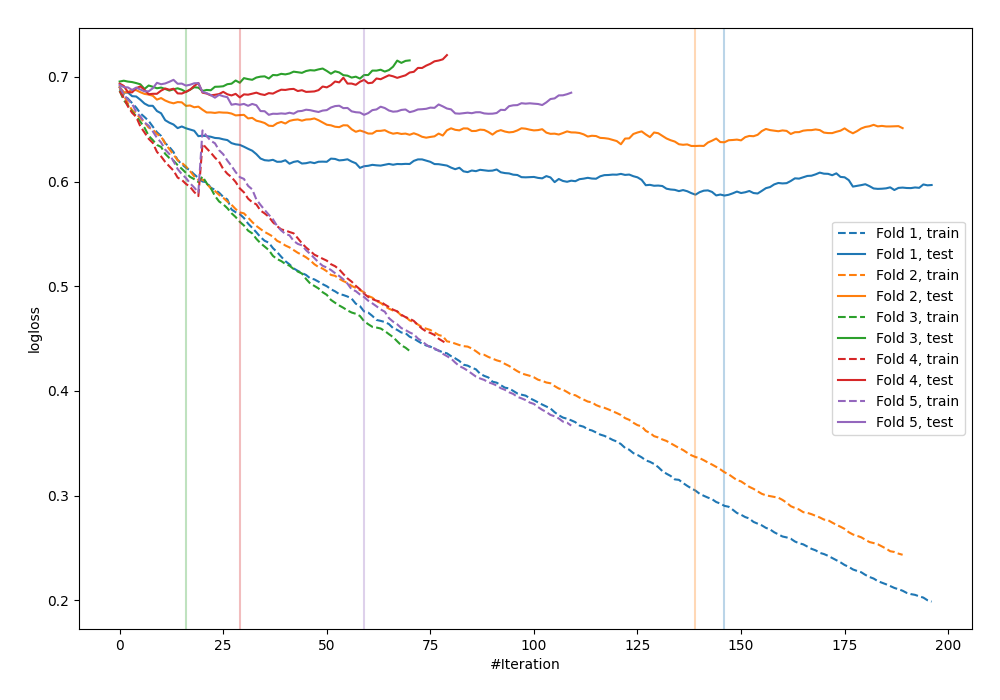 0.7
0.6
0.5
0.4
0.3
0.2
logloss
0 25 50 75 100 125 150 175 200
#Iteration
Fold 1, train
Fold 1, test
Fold 2, train
Fold 2, test
Fold 3, train
Fold 3, test
Fold 4, train
Fold 4, test
Fold 5, train
Fold 5, test